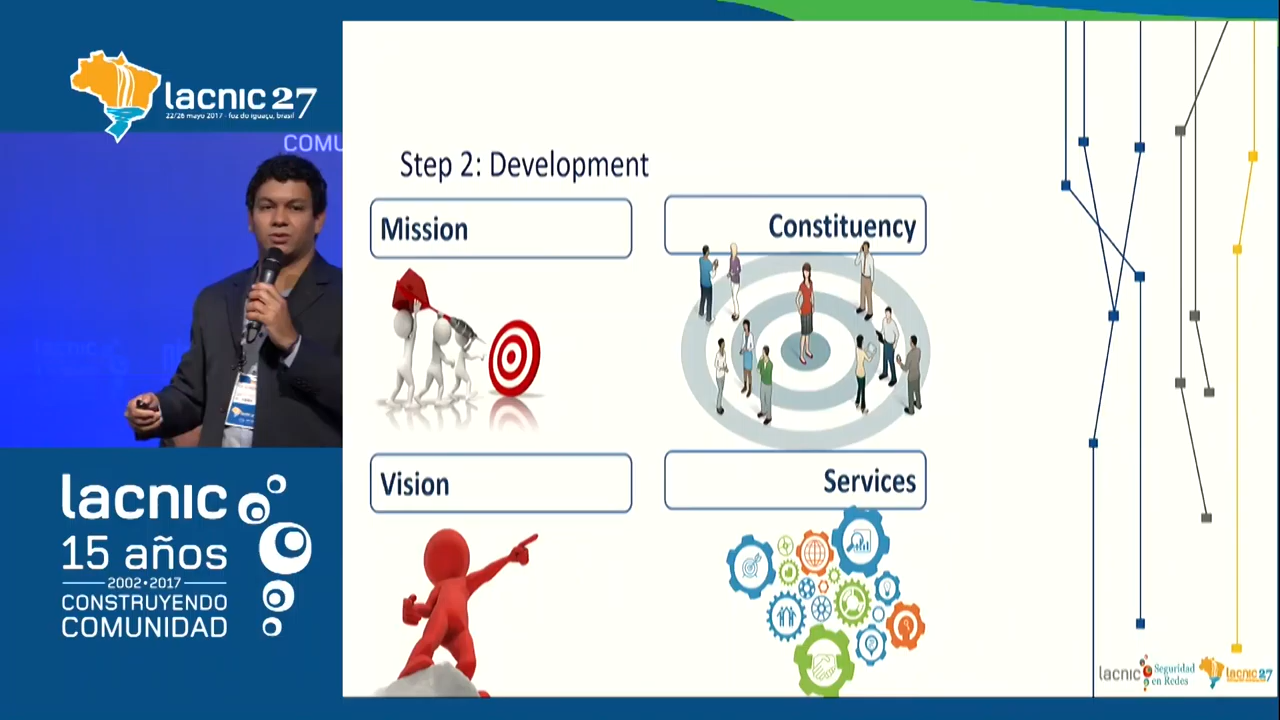 lacnic 27
22/26 mayo 2017 - foz do iguaçu, brasil
COMU
lacnic
15 años
2002•2017
CONSTRUYENDO
COMUNIDAD
Step 2: Development
Mission
Constituency
Vision
Services
lacnic
Seguridad
en Redes
lacnic 27